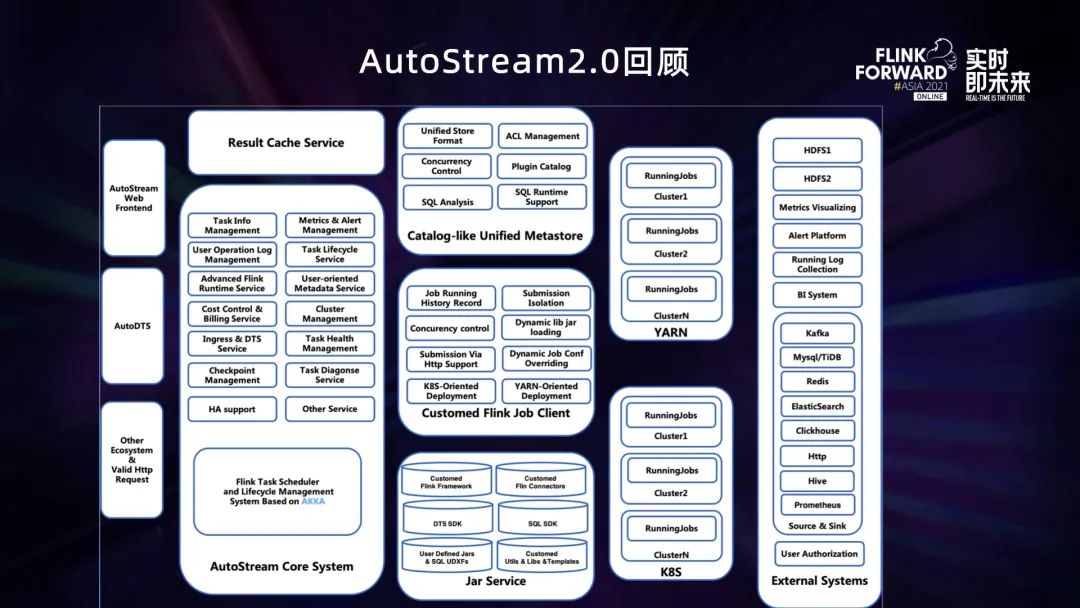 AutoStream2.0回顾
FLINK
FORWARD
#ASIA 2021
ONLINE
实时
即未来
REAL-TIME IS THE FUTURE
AutoStream
Web
Frontend
AutoDTS
Other
Ecosystem
&
Valid Http
Request
Result Cache Service
Task Info
Management
Metrics & Alert
Management
User Operation Log
Management
Task Lifecycle
Service
Advanced Flink
Runtime Service
User-oriented
Metadata Service
Cost Control &
Billing Service
Cluster
Management
Ingress & DTS
Service
Task Health
Management
Checkpoint
Management
Task Diagonse
Service
HA support
Other Service
Flink Task Scheduler
and Lifecycle Management
System Based on AKKA
AutoStream Core System
Unified Store
Format
ACL Management
Concurrency
Control
Plugin Catalog
SQL Analysis
SQL Runtime
Support
Catalog-like Unified Metastore
Job Running
History Record
Submission
Isolation
Concurency control
Dynamic lib jar
loading
Submission Via
Http Support
Dynamic Job Conf
Overriding
K8S-Oriented
Deployment
YARN-Oriented
Deployment
Customed Flink Job Client
Customed
Flink Framework
Customed
Flin Connectors
DTS SDK
SQL SDK
User Defined Jars
& SQL UDXFs
Customed
Utils & Libs &Templates
Jar Service
RunningJobs
Cluster1
RunningJobs
Cluster2
RunningJobs
ClusterN
YARN
RunningJobs
Cluster1
RunningJobs
Cluster2
RunningJobs
ClusterN
K8S
HDFS1
HDFS2
Metrics Visualizing
Alert Platform
Running Log
Collection
BI System
Kafka
Mysql/TiDB
Redis
ElasticSearch
Clickhouse
Http
Hive
Prometheus
Source & Sink
User Authorization
External Systems